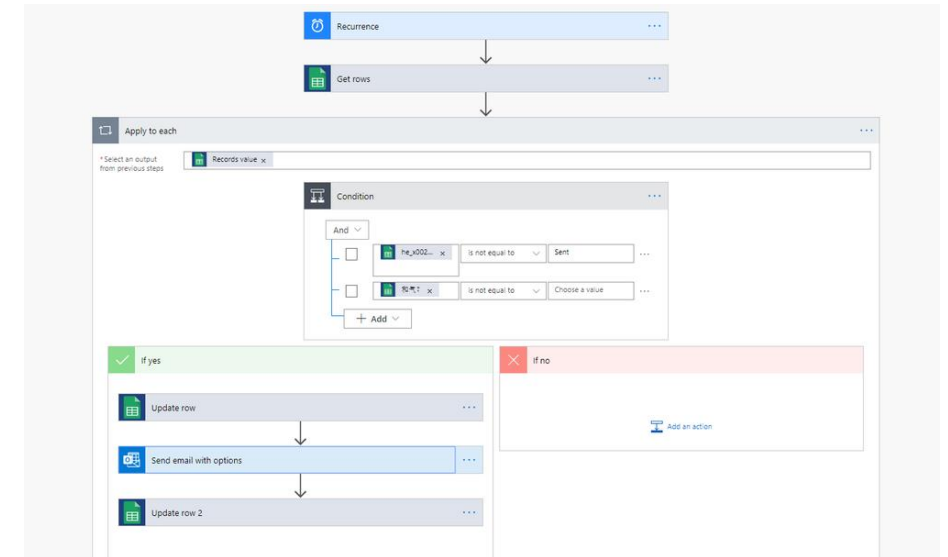 Recurrence
Get rows
Apply to each
*Select an output
from previous steps
Records value x
Condition
And
he_x002... x
is not equal to
Sent
x
is not equal to
Choose a value
+ Add
If yes
If no
Update row
Add an action
Send email with options
Update row 2